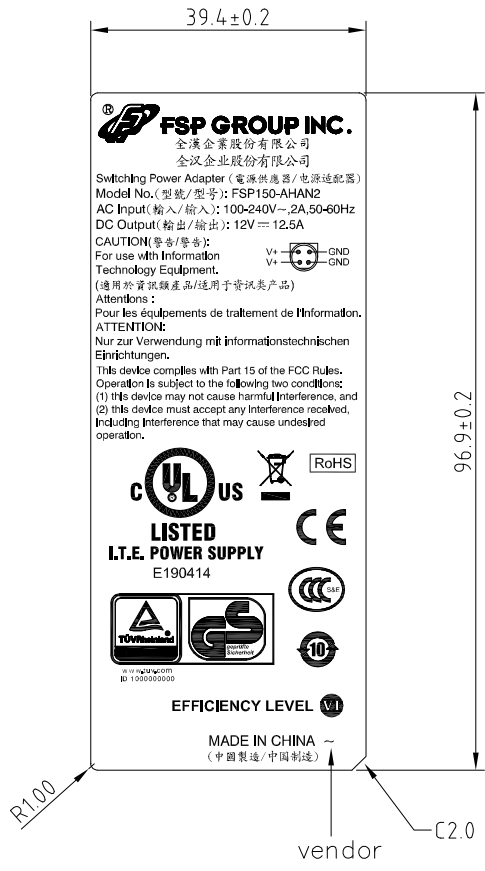 39.4±0.2
® FSP GROUP INC.
全漢企業股份有限公司
全汉企业股份有限公司
Switching Power Adapter (電源供應器/电源适配器)
Model No.(型號/型号): FSP150-AHAN2
AC Input(輸入/输入): 100-240V~,2A,50-60Hz
DC Output(輸出/输出): 12V⎓12.5A
CAUTION(警告/警告):
For use with Information
Technology Equipment.
V+ GND
V+ GND
(適用於資訊類產品/适用于资讯类产品)
Attentions :
Pour les équipements de traitement de l'Information.
ATTENTION:
Nur zur Verwendung mit informationstechnischen
Einrichtungen.
This device complies with Part 15 of the FCC Rules.
Operation is subject to the following two conditions:
(1) this device may not cause harmful interference, and
(2) this device must accept any interference received,
including interference that may cause undesired
operation.
C UL US
LISTED
I.T.E. POWER SUPPLY
E190414
RoHS
CE
CCC S&E
TÜVRheinland
GS
geprüfte
Sicherheit
10
www.tuv.com
ID 1000000000
EFFICIENCY LEVEL VI
MADE IN CHINA ~
(中國製造/中国制造)
96.9±0.2
R1.00
C2.0
vendor